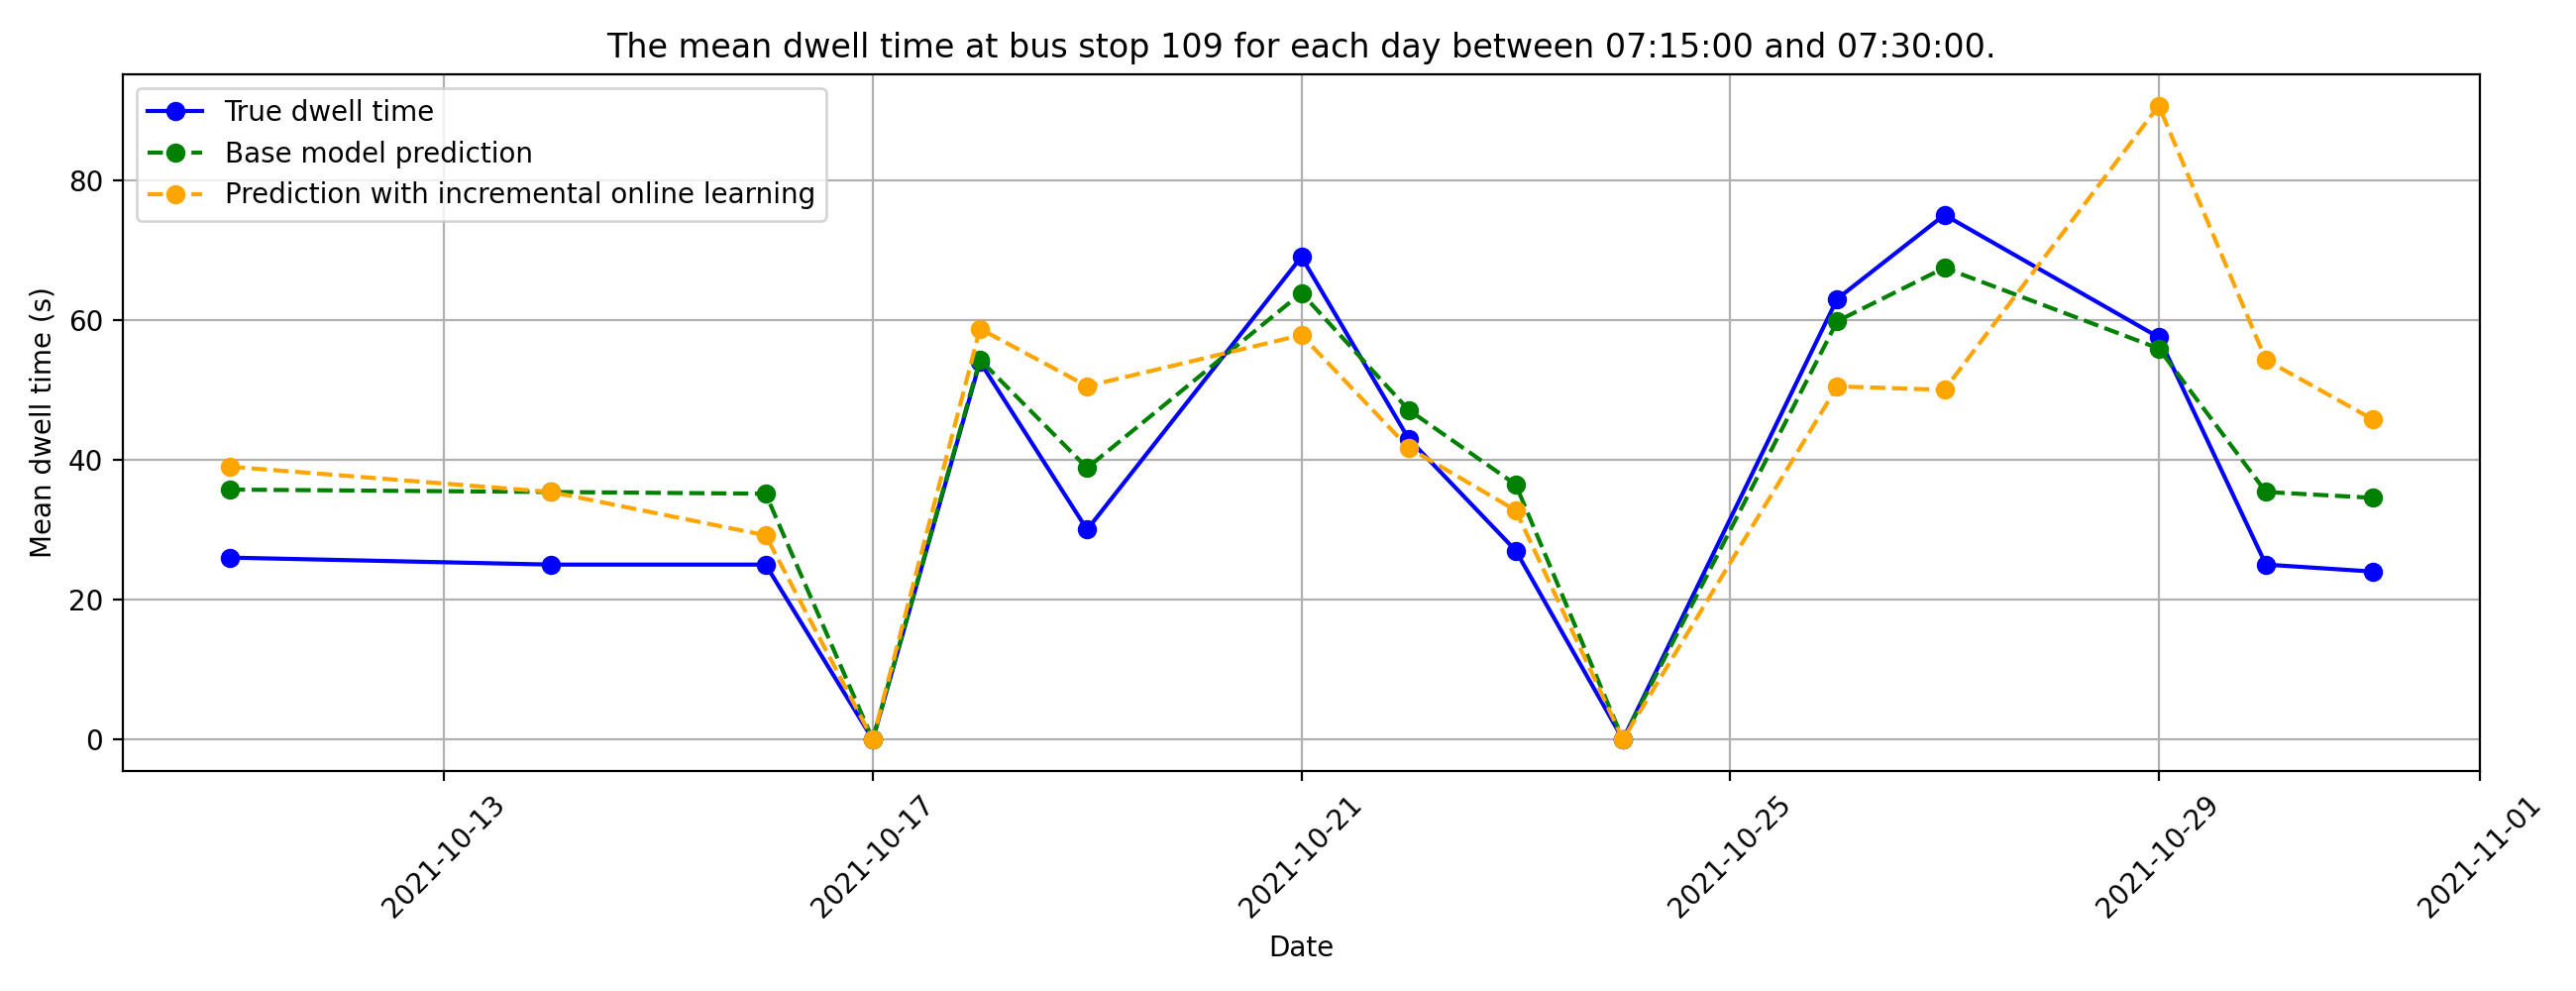 The mean dwell time at bus stop 109 for each day between 07:15:00 and 07:30:00.
True dwell time
Base model prediction
Prediction with incremental online learning
Mean dwell time (s)
80
60
40
20
0
2021-10-13
2021-10-17
2021-10-21
2021-10-25
2021-10-29
2021-11-01
Date